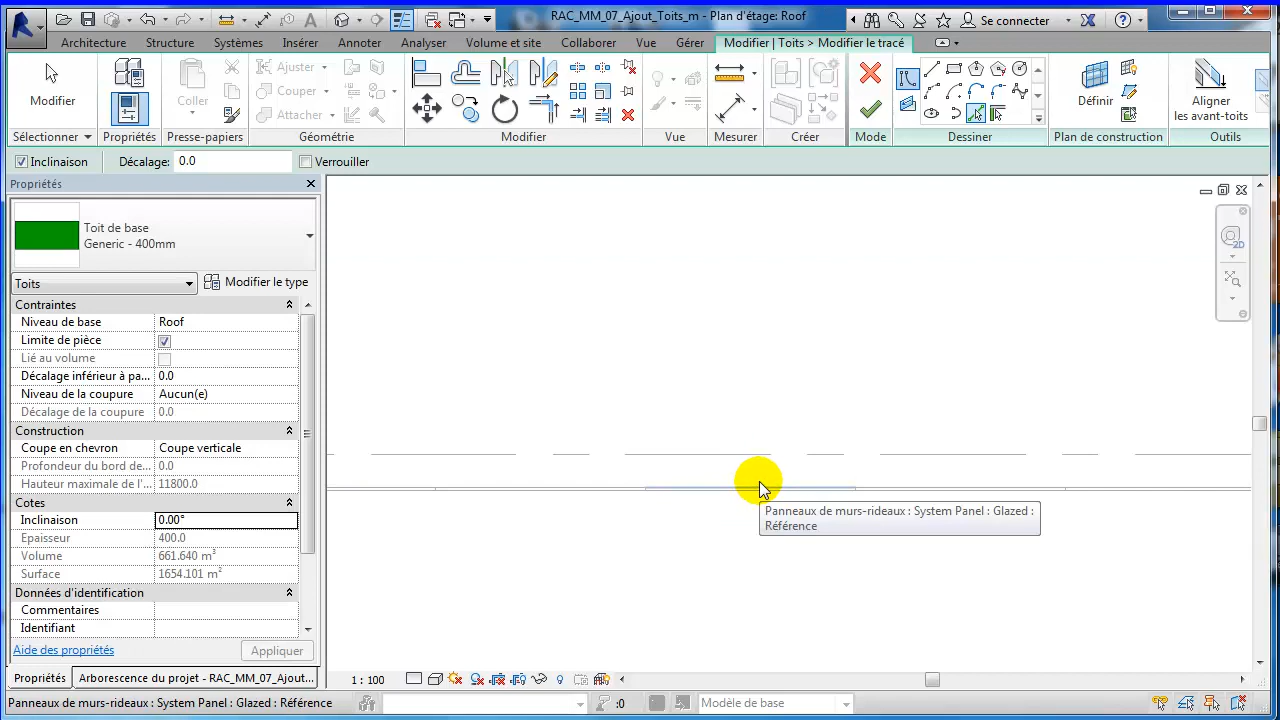 RAC_MM_07_Ajout_Toits_m - Plan d'étage: Roof
Se connecter
Architecture Structure Systèmes Insérer Annoter Analyser Volume et site Collaborer Vue Gérer Modifier | Toits > Modifier le tracé
Modifier
Coller
Ajuster
Couper
Attacher
Définir
Aligner
les avant-toits
Sélectionner Propriétés Presse-papiers Géométrie Modifier Vue Mesurer Créer Mode Dessiner Plan de construction Outils
Inclinaison Décalage: 0.0 Verrouiller
Propriétés
Toit de base
Generic - 400mm
Toits Modifier le type
Contraintes
Niveau de base Roof
Limite de pièce
Lié au volume
Décalage inférieur à pa... 0.0
Niveau de la coupure Aucun(e)
Décalage de la coupure 0.0
Construction
Coupe en chevron Coupe verticale
Profondeur du bord de... 0.0
Hauteur maximale de l'... 11800.0
Cotes
Inclinaison 0.00°
Epaisseur 400.0
Volume 661.640 m³
Surface 1654.101 m²
Données d'identification
Commentaires
Identifiant
Aide des propriétés Appliquer
Propriétés Arborescence du projet - RAC_MM_07_Ajout...
2D
Panneaux de murs-rideaux : System Panel : Glazed :
Référence
1 : 100
Panneaux de murs-rideaux : System Panel : Glazed : Référence
:0
Modèle de base